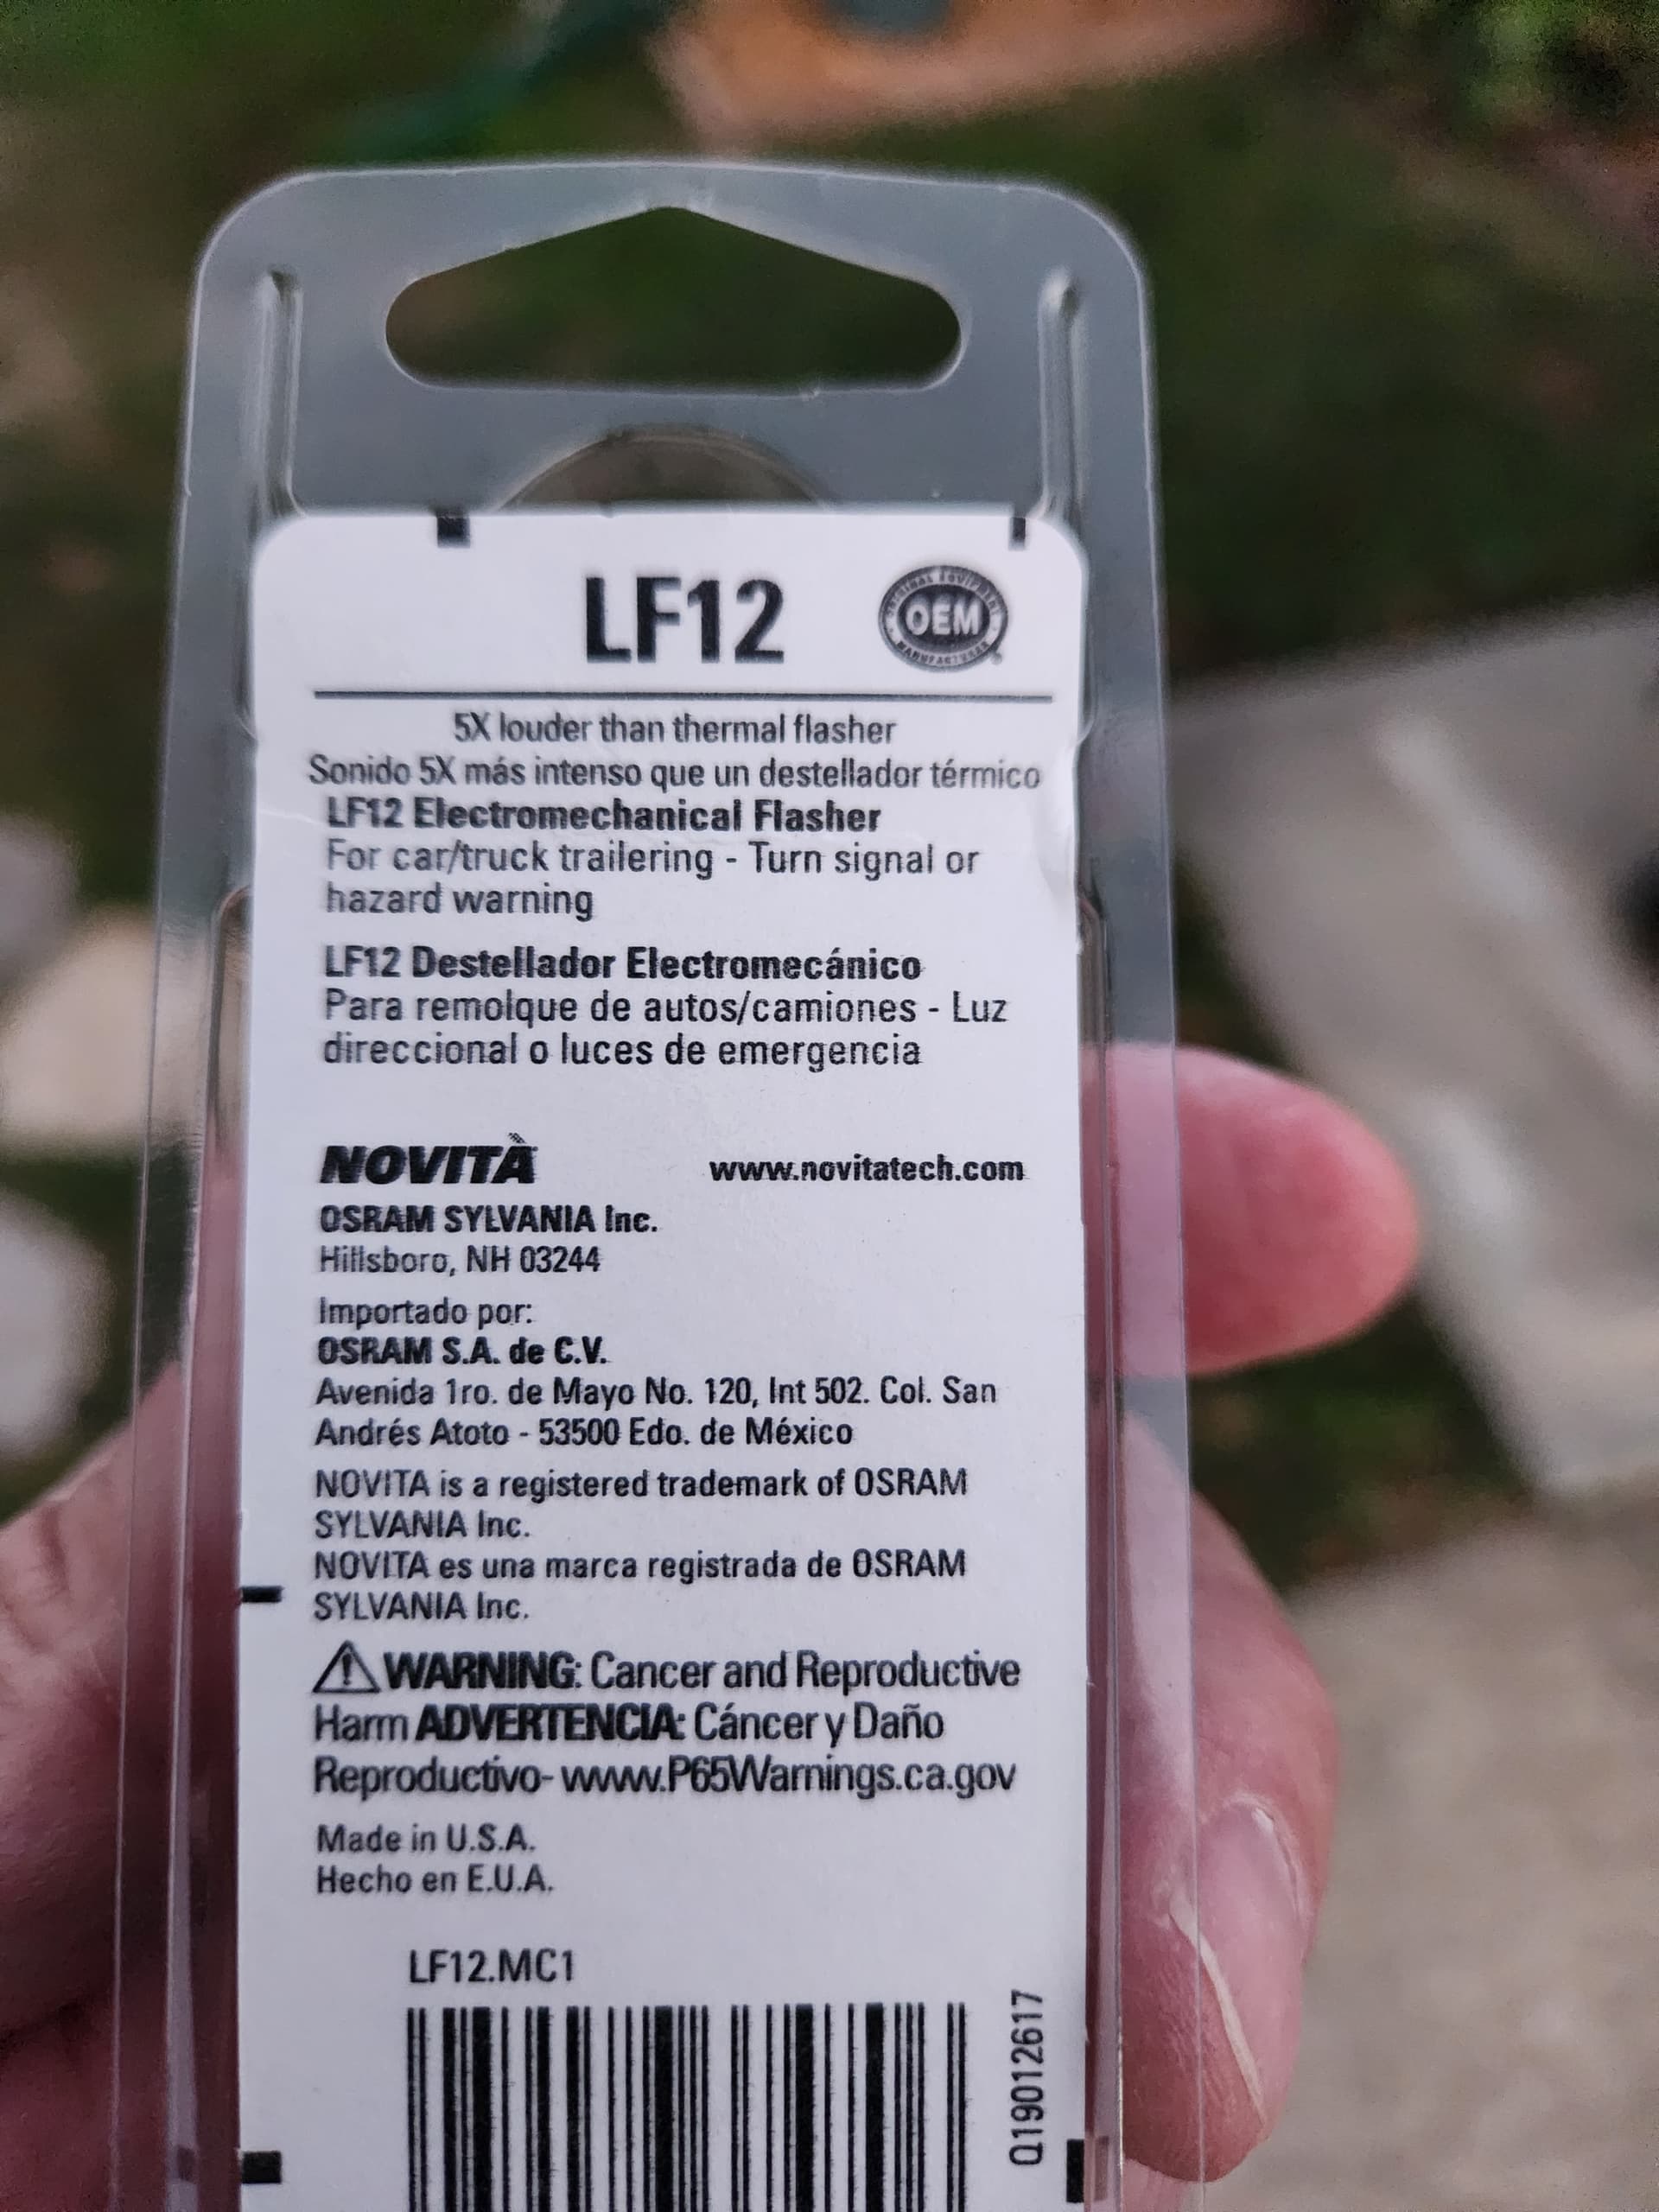 LF12
ORIGINAL EQUIPMENT
OEM
MANUFACTURER
5X louder than thermal flasher
Sonido 5X más intenso que un destellador térmico
LF12 Electromechanical Flasher
For car/truck trailering - Turn signal or
hazard warning
LF12 Destellador Electromecánico
Para remolque de autos/camiones - Luz
direccional o luces de emergencia
NOVITÀ www.novitatech.com
OSRAM SYLVANIA Inc.
Hillsboro, NH 03244
Importado por:
OSRAM S.A. de C.V.
Avenida 1ro. de Mayo No. 120, Int 502. Col. San
Andrés Atoto - 53500 Edo. de México
NOVITA is a registered trademark of OSRAM
SYLVANIA Inc.
NOVITA es una marca registrada de OSRAM
SYLVANIA Inc.
⚠WARNING: Cancer and Reproductive
Harm ADVERTENCIA: Cáncer y Daño
Reproductivo- www.P65Warnings.ca.gov
Made in U.S.A.
Hecho en E.U.A.
LF12.MC1
Q19012617